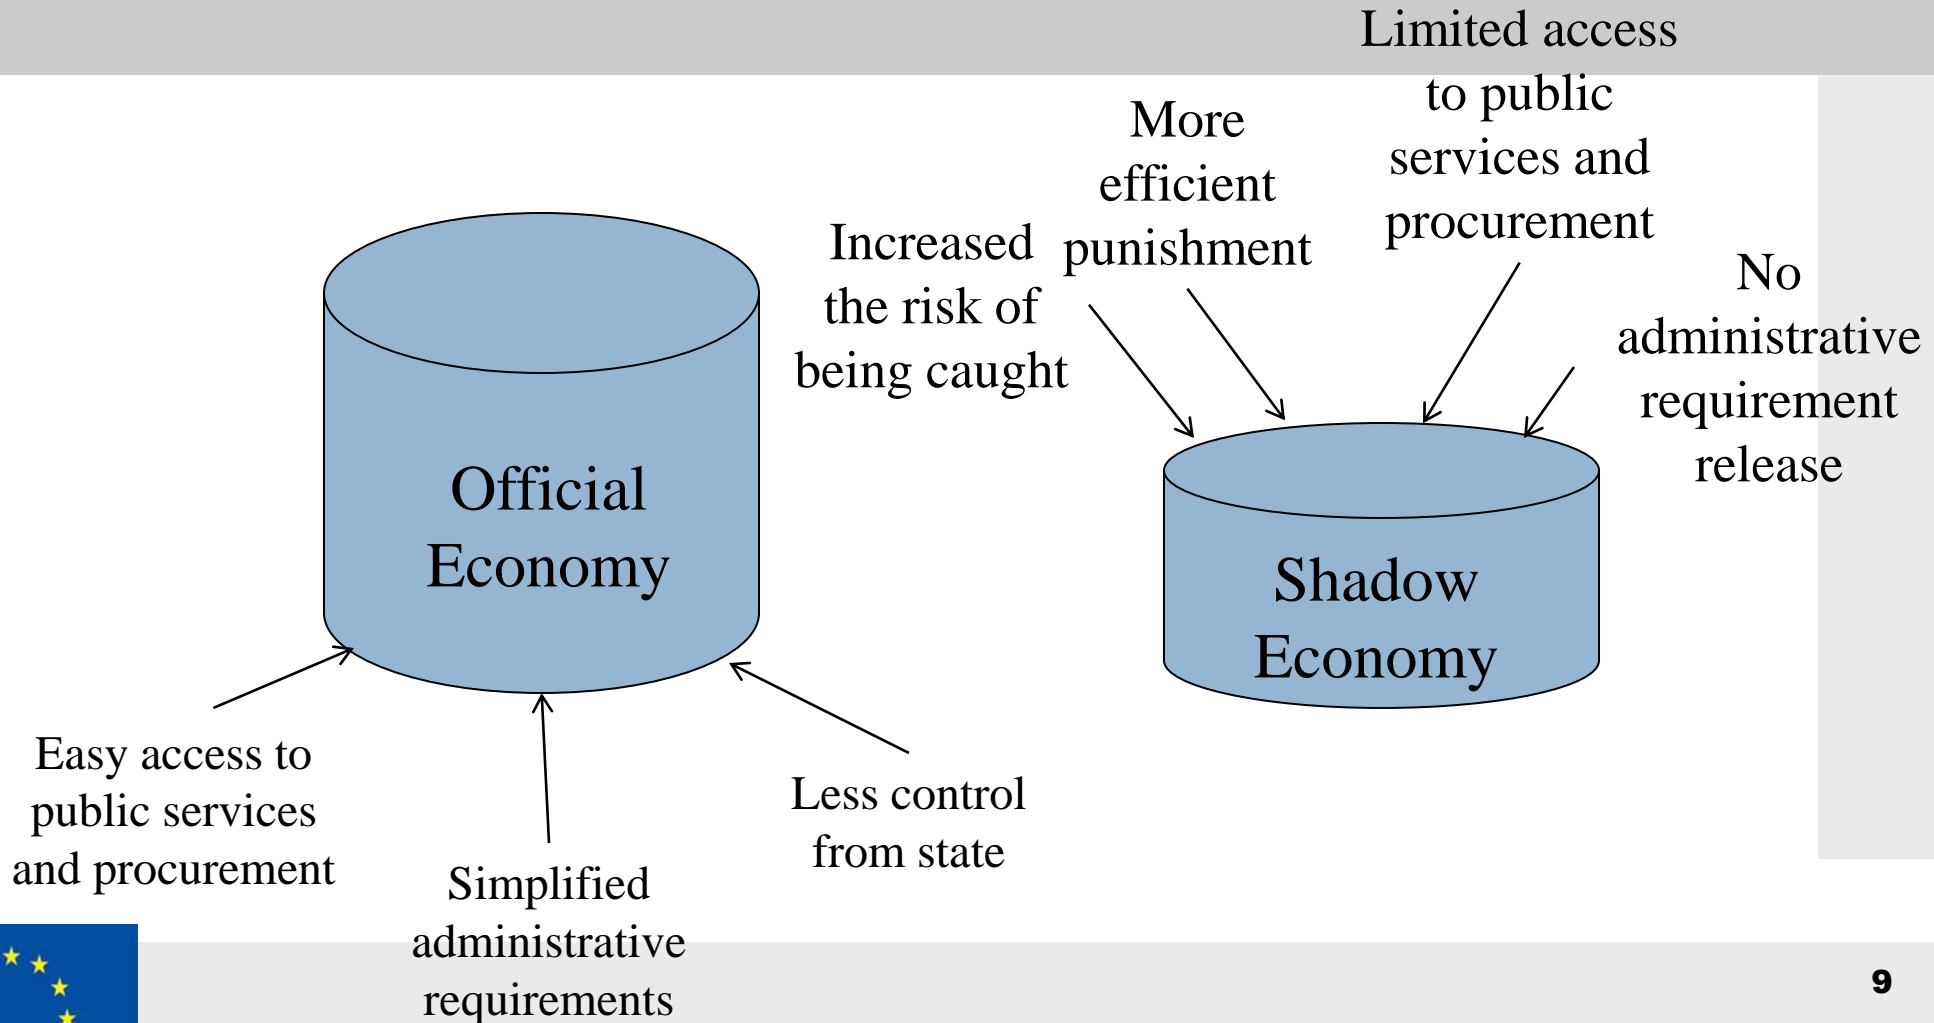 Limited access
to public
services and
procurement
More
efficient
punishment
Increased
the risk of
being caught
No
administrative
requirement
release
Official
Economy
Shadow
Economy
Easy access to
public services
and procurement
Simplified
administrative
requirements
Less control
from state
9